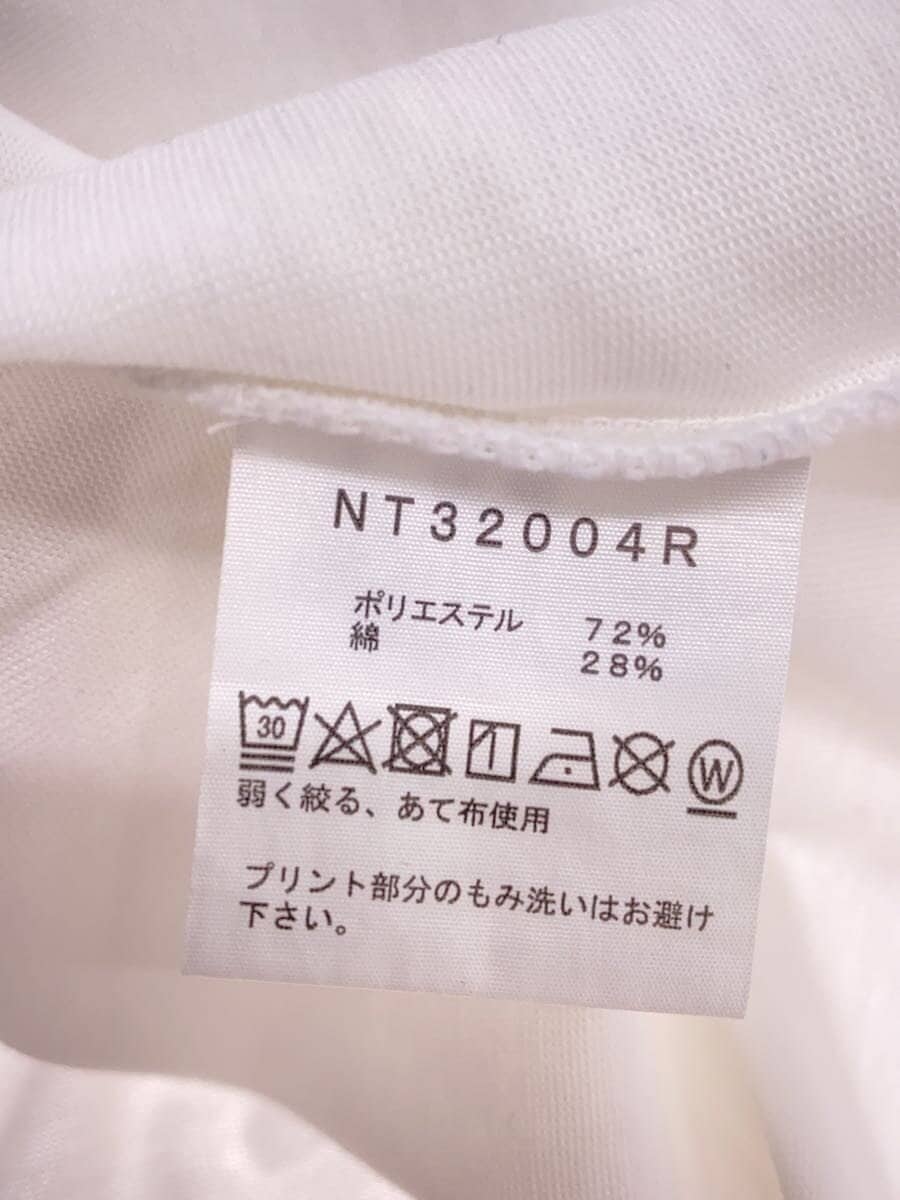 NT32004R
ポリエステル 72%
綿 28%
30 W
弱く絞る、あて布使用
プリント部分のもみ洗いはお避け
下さい。